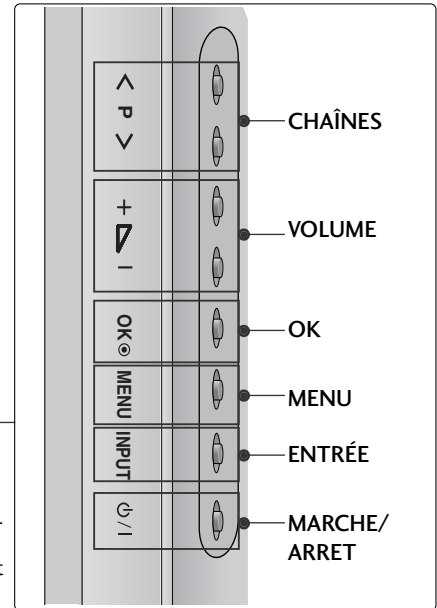 < P >
CHAÎNES
+ -
VOLUME
OK
OK
MENU
MENU
INPUT
ENTRÉE
⏻/I
MARCHE/
ARRET